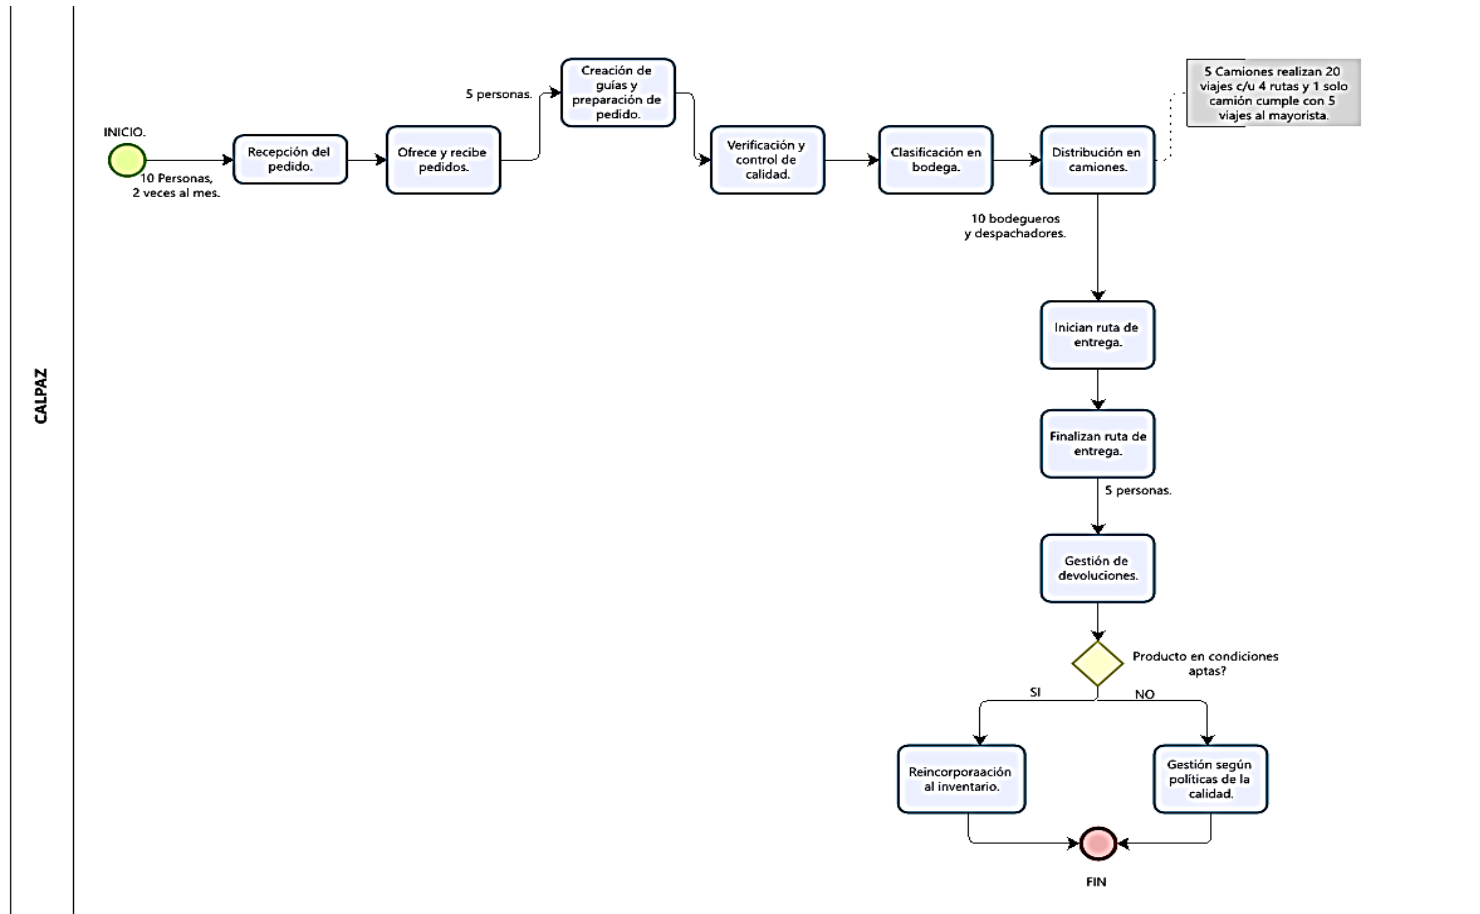 CALPAZ
INICIO.
10 Personas,
2 veces al mes.
Recepción del
pedido.
Ofrece y recibe
pedidos.
5 personas.
Creación de
guías y
preparación de
pedido.
Verificación y
control de
calidad.
Clasificación en
bodega.
Distribución en
camiones.
5 Camiones realizan 20
viajes c/u 4 rutas y 1 solo
camión cumple con 5
viajes al mayorista.
10 bodegueros
y despachadores.
Inician ruta de
entrega.
Finalizan ruta de
entrega.
5 personas.
Gestión de
devoluciones.
Producto en condiciones
aptas?
SI
NO
Reincorporaación
al inventario.
Gestión según
políticas de la
calidad.
FIN